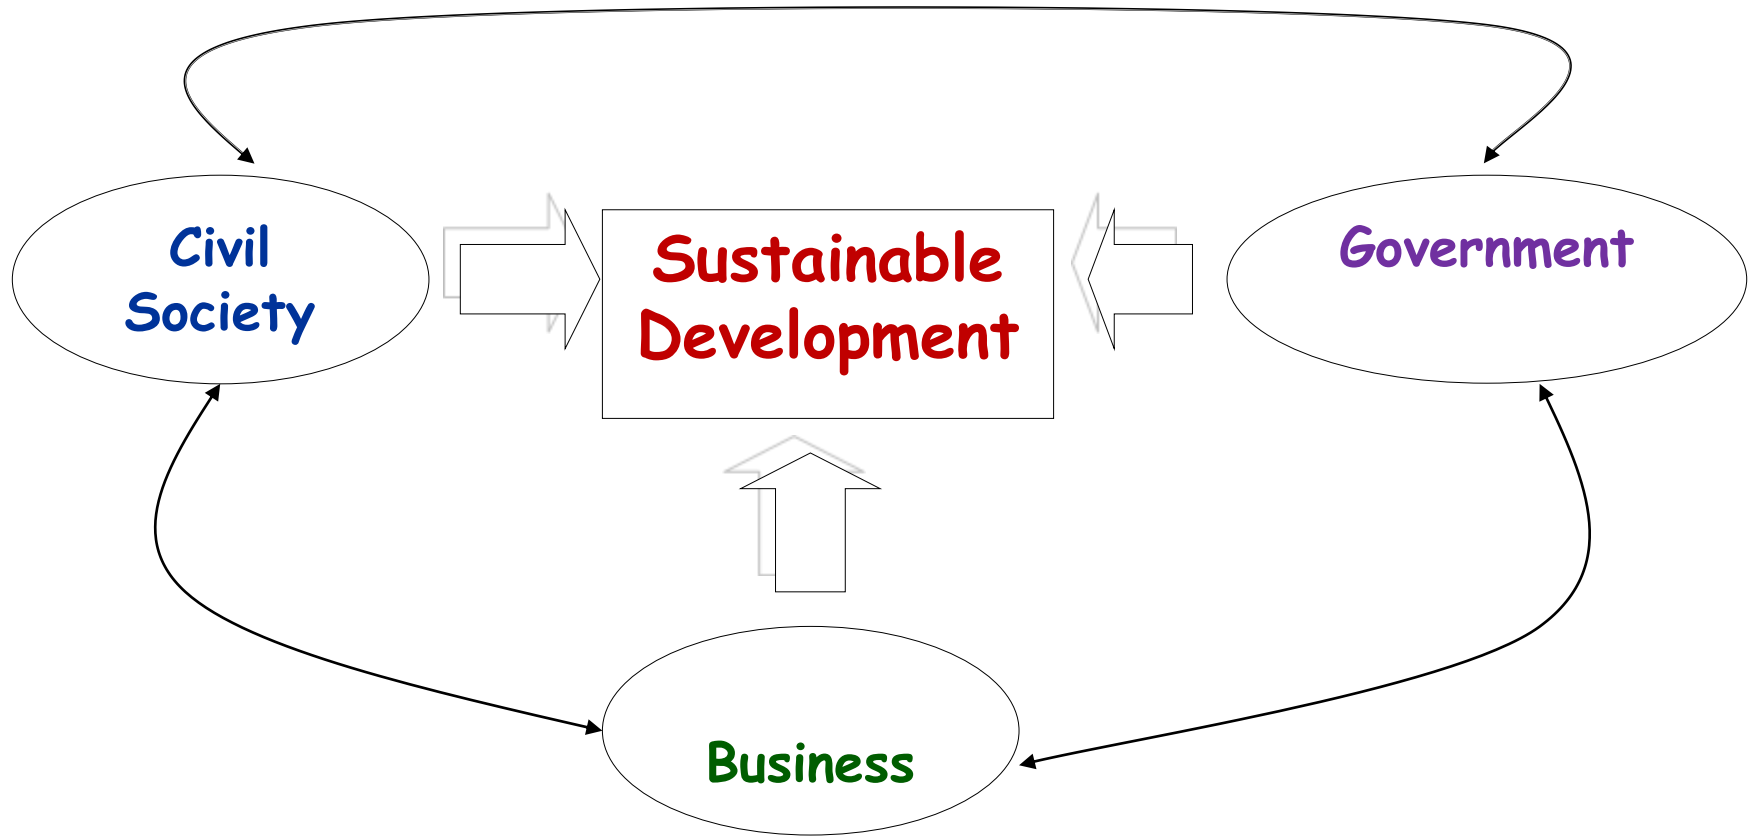 Civil
Society
Sustainable
Development
Government
Business